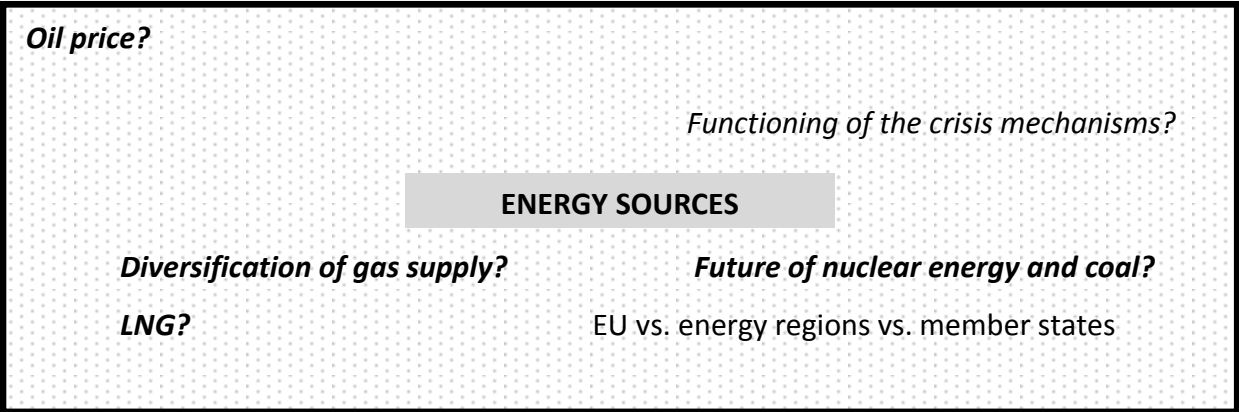 Oil price?
Functioning of the crisis mechanisms?
ENERGY SOURCES
Diversification of gas supply?
Future of nuclear energy and coal?
LNG?
EU vs. energy regions vs. member states